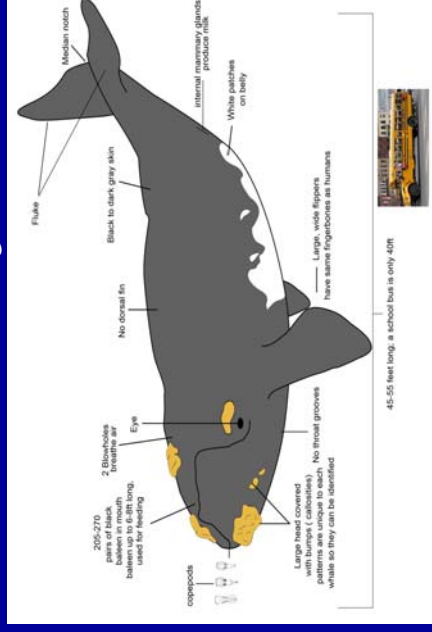 Median notch
Fluke
internal mammary glands
produce milk
White patches
on belly
Black to dark gray skin
No dorsal fin
Large, wide flippers
have same fingerbones as humans
2 Blowholes
breathe air
Eye
205-270
pairs of black
baleen in mouth
baleen up to 6-8ft long,
used for feeding
copepods
No throat grooves
Large head covered
with bumps ( callosities)
patterns are unique to each
whale so they can be identified
45-55 feet long; a school bus is only 40ft